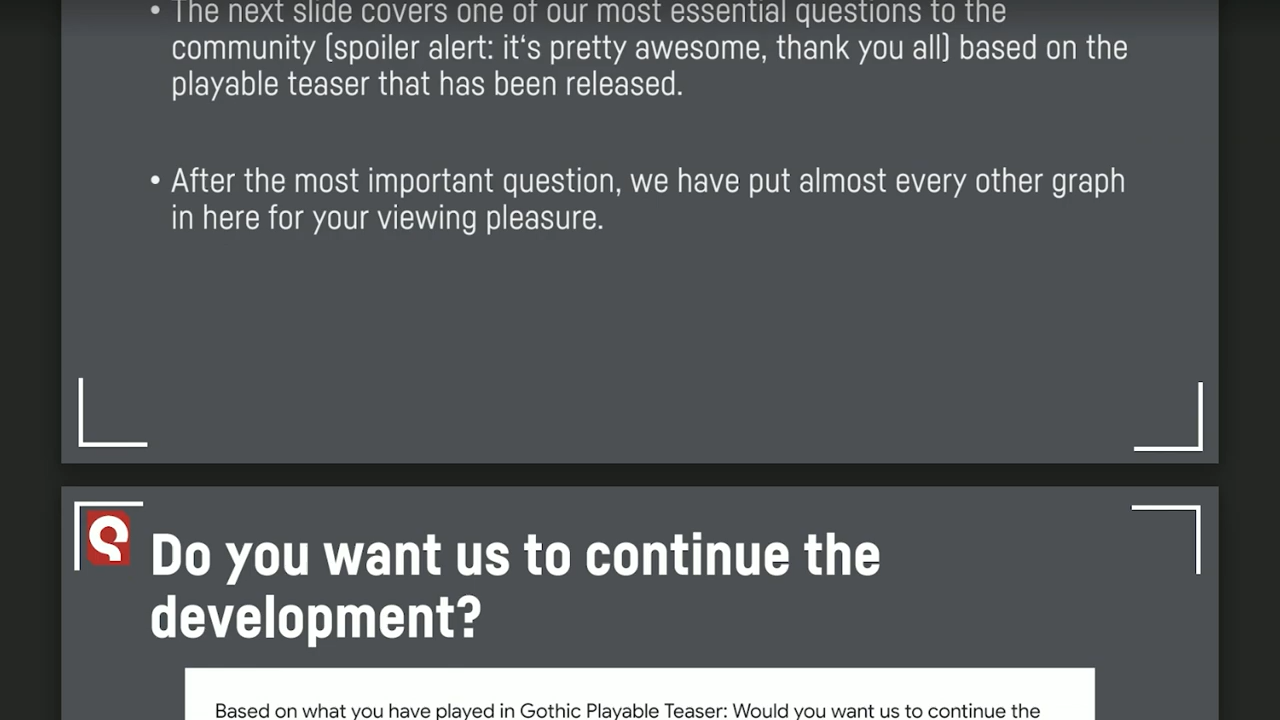 • The next slide covers one of our most essential questions to the
community (spoiler alert: it‘s pretty awesome, thank you all) based on the
playable teaser that has been released.
• After the most important question, we have put almost every other graph
in here for your viewing pleasure.
Do you want us to continue the
development?
Based on what you have played in Gothic Playable Teaser: Would you want us to continue the